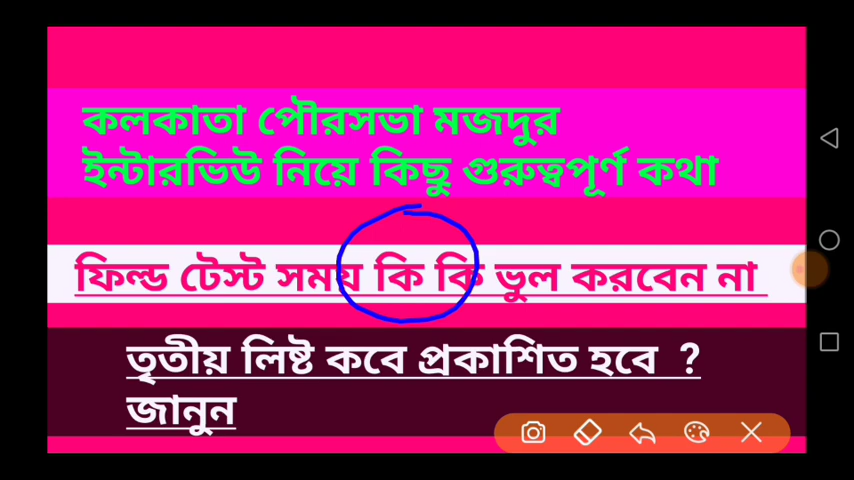 কলকাতা পৌরসভা মজদুর
ইন্টারভিউ নিয়ে কিছু গুরুত্বপূর্ণ কথা
ফিল্ড টেস্ট সময় কি কি ভুল করবেন না
তৃতীয় লিষ্ট কবে প্রকাশিত হবে ?
জানুন